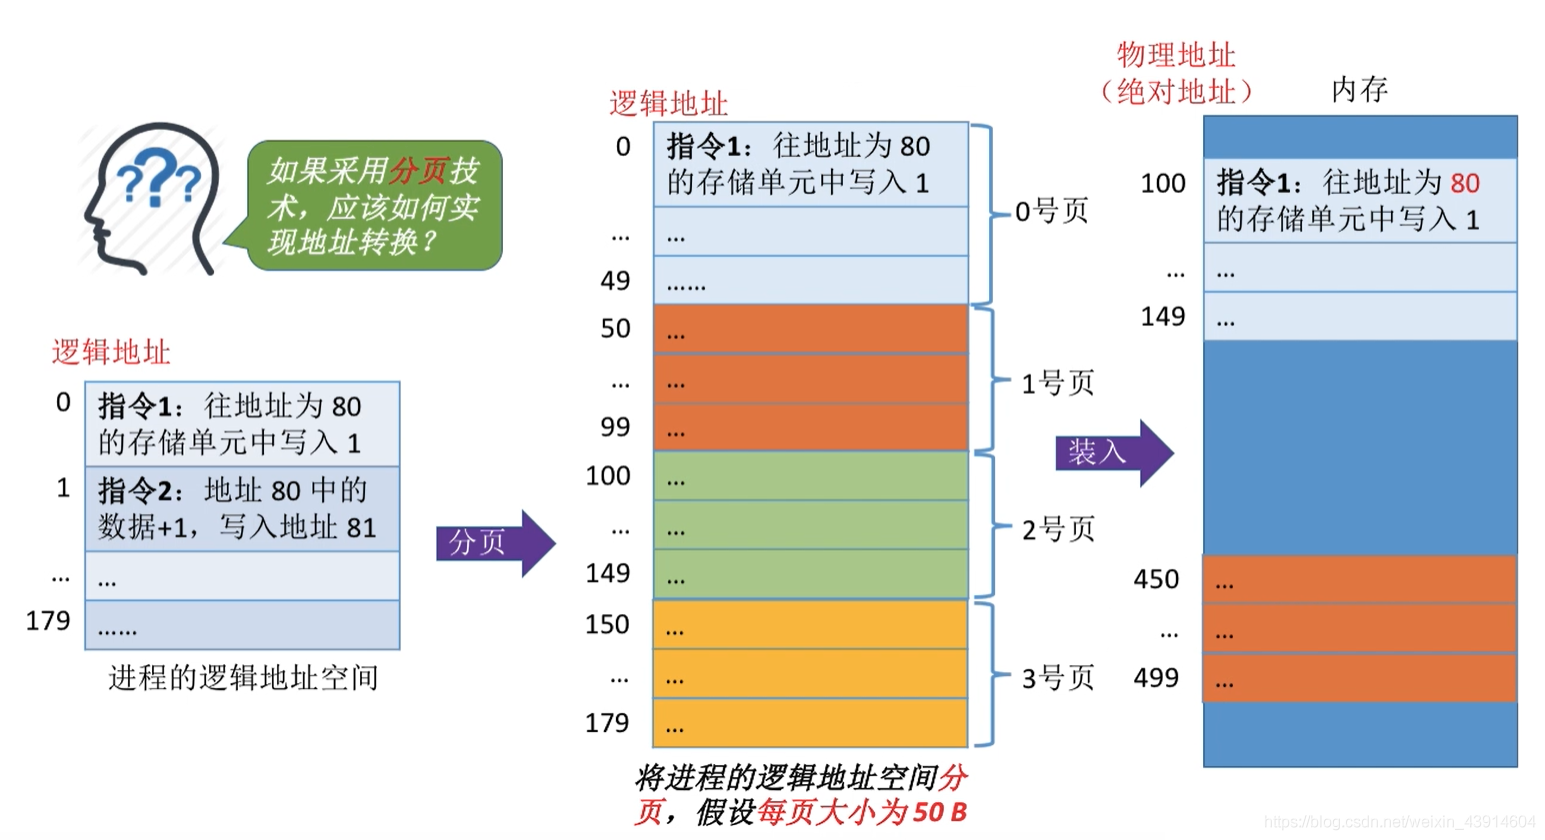 ???
如果采用分页技
术，应该如何实
现地址转换？
逻辑地址
0
指令1：往地址为 80
的存储单元中写入 1
1
指令2：地址 80 中的
数据+1，写入地址 81
...
...
179
......
进程的逻辑地址空间
分页
逻辑地址
0
指令1：往地址为 80
的存储单元中写入 1
...
...
49
......
0号页
50
...
...
...
99
...
1号页
100
...
...
...
149
...
2号页
150
...
...
...
179
...
3号页
将进程的逻辑地址空间分
页，假设每页大小为 50 B
装入
物理地址
（绝对地址）
内存
100
指令1：往地址为 80
的存储单元中写入 1
...
...
149
...
450
...
...
...
499
...
https://blog.csdn.net/weixin_43914604